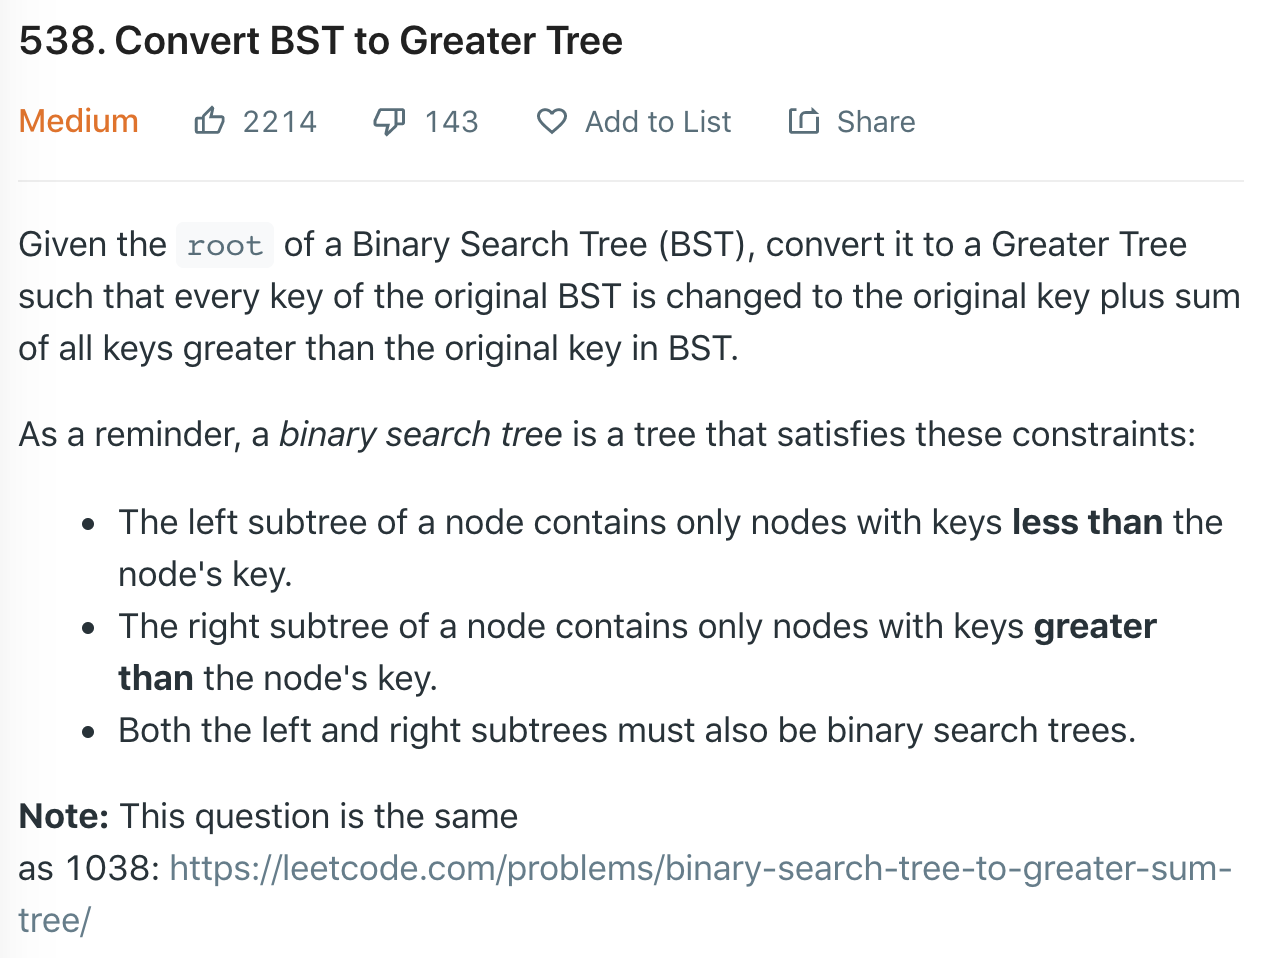 538. Convert BST to Greater Tree
Medium 2214 143 Add to List Share
Given the root of a Binary Search Tree (BST), convert it to a Greater Tree
such that every key of the original BST is changed to the original key plus sum
of all keys greater than the original key in BST.
As a reminder, a binary search tree is a tree that satisfies these constraints:
• The left subtree of a node contains only nodes with keys less than the
node's key.
• The right subtree of a node contains only nodes with keys greater
than the node's key.
• Both the left and right subtrees must also be binary search trees.
Note: This question is the same
as 1038: https://leetcode.com/problems/binary-search-tree-to-greater-sum-
tree/